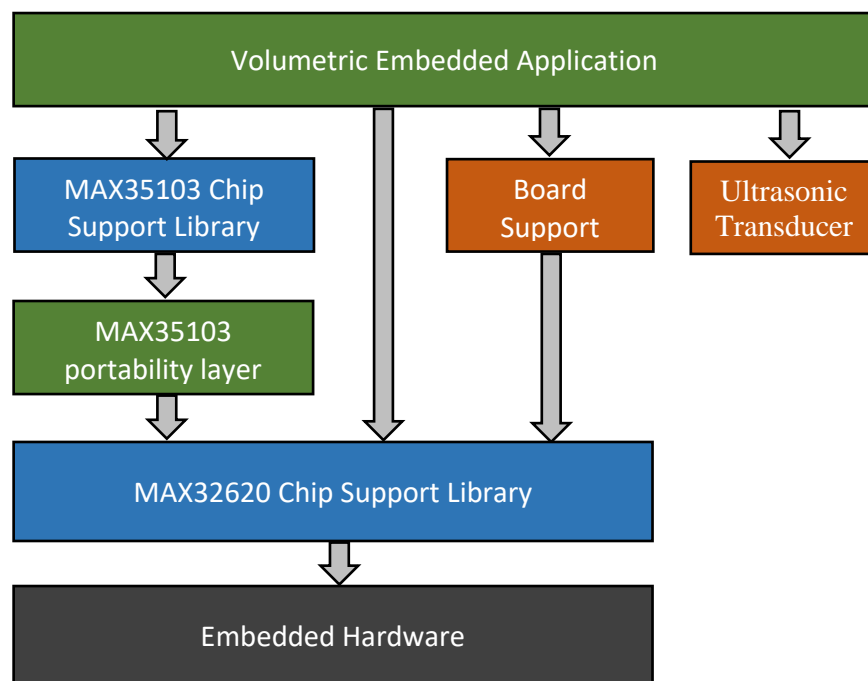 Volumetric Embedded Application
MAX35103 Chip
Support Library
Board
Support
Ultrasonic
Transducer
MAX35103
portability layer
MAX32620 Chip Support Library
Embedded Hardware